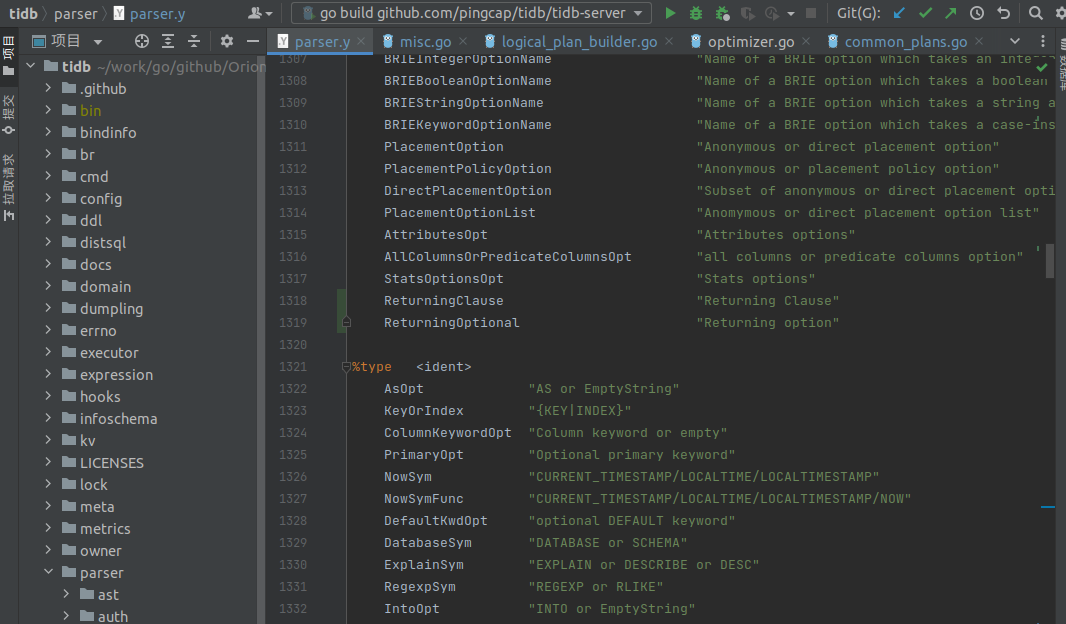 tidb parser parser.y go build github.com/pingcap/tidb/tidb-server Git(G):
项目 parser.y misc.go logical_plan_builder.go optimizer.go common_plans.go
项目
提交
拉取请求
数据库
tidb ~/work/go/github/Orion
.github
bin
bindinfo
br
cmd
config
ddl
distsql
docs
domain
dumpling
errno
executor
expression
hooks
infoschema
kv
LICENSES
lock
meta
metrics
owner
parser
ast
auth
1307 BRIEIntegerOptionName "Name of a BRIE option which takes an inte
1308 BRIEBooleanOptionName "Name of a BRIE option which takes a boolean
1309 BRIEStringOptionName "Name of a BRIE option which takes a string a
1310 BRIEKeywordOptionName "Name of a BRIE option which takes a case-ins
1311 PlacementOption "Anonymous or direct placement option"
1312 PlacementPolicyOption "Anonymous or placement policy option"
1313 DirectPlacementOption "Subset of anonymous or direct placement opti
1314 PlacementOptionList "Anomymous or direct placement option list"
1315 AttributesOpt "Attributes options"
1316 AllColumnsOrPredicateColumnsOpt "all columns or predicate columns option"
1317 StatsOptionsOpt "Stats options"
1318 ReturningClause "Returning Clause"
1319 ReturningOptional "Returning option"
1320
1321 %type <ident>
1322 AsOpt "AS or EmptyString"
1323 KeyOrIndex "{KEY|INDEX}"
1324 ColumnKeywordOpt "Column keyword or empty"
1325 PrimaryOpt "Optional primary keyword"
1326 NowSym "CURRENT_TIMESTAMP/LOCALTIME/LOCALTIMESTAMP"
1327 NowSymFunc "CURRENT_TIMESTAMP/LOCALTIME/LOCALTIMESTAMP/NOW"
1328 DefaultKwdOpt "optional DEFAULT keyword"
1329 DatabaseSym "DATABASE or SCHEMA"
1330 ExplainSym "EXPLAIN or DESCRIBE or DESC"
1331 RegexpSym "REGEXP or RLIKE"
1332 IntoOpt "INTO or EmptyString"